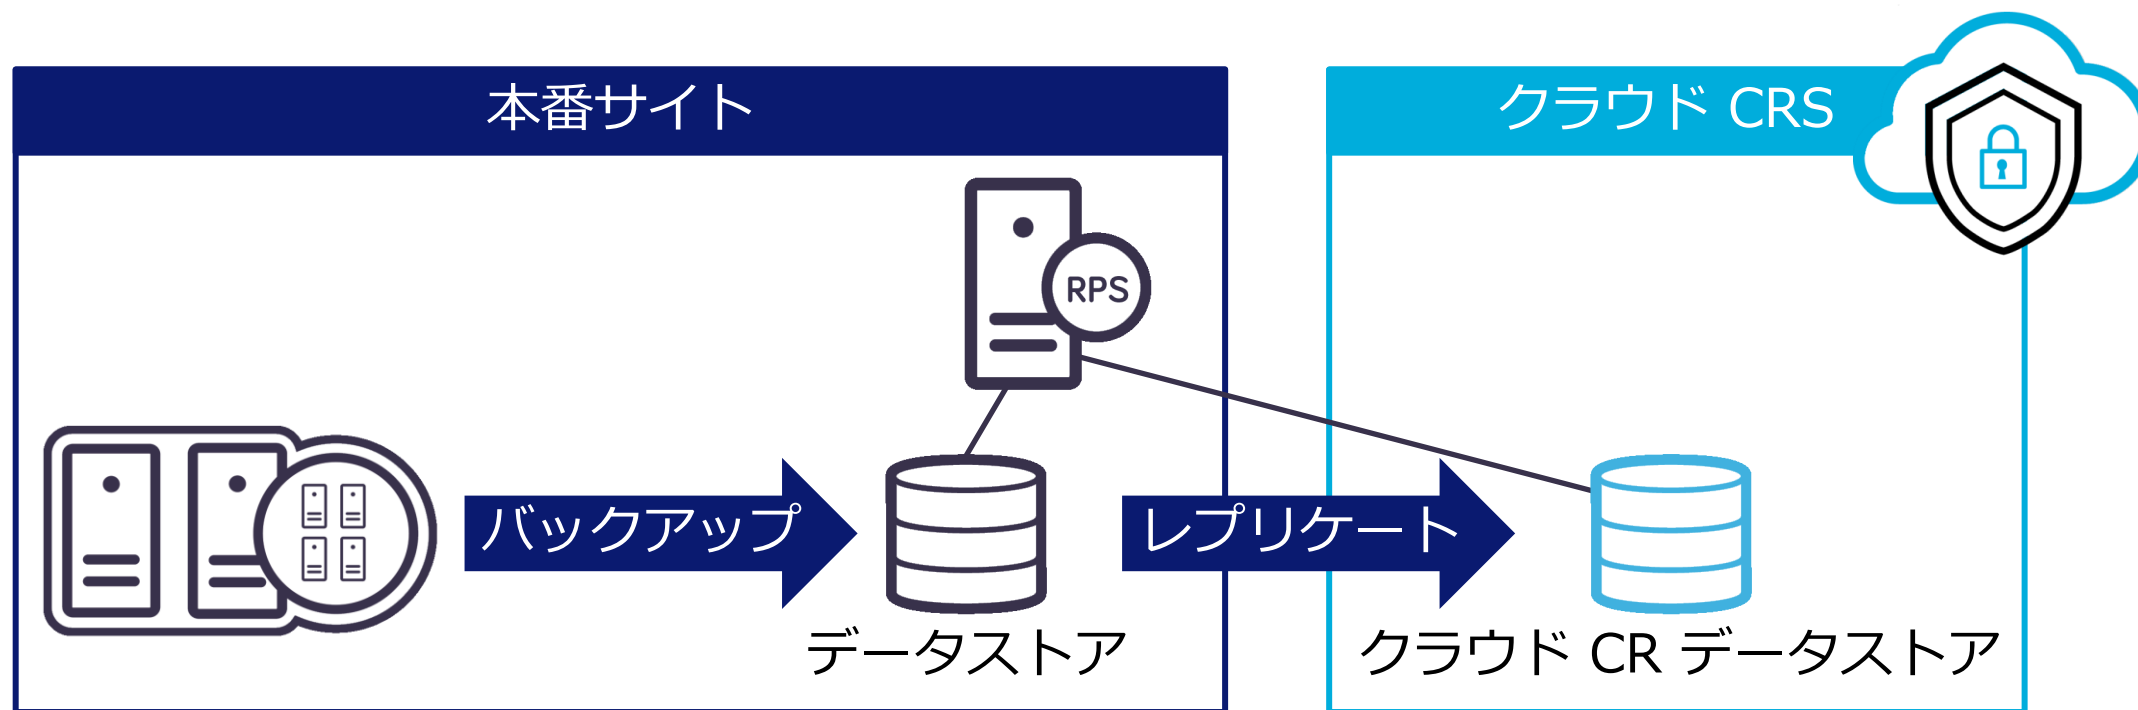 本番サイト
クラウド CRS
RPS
バックアップ
レプリケート
データストア
クラウド CR データストア